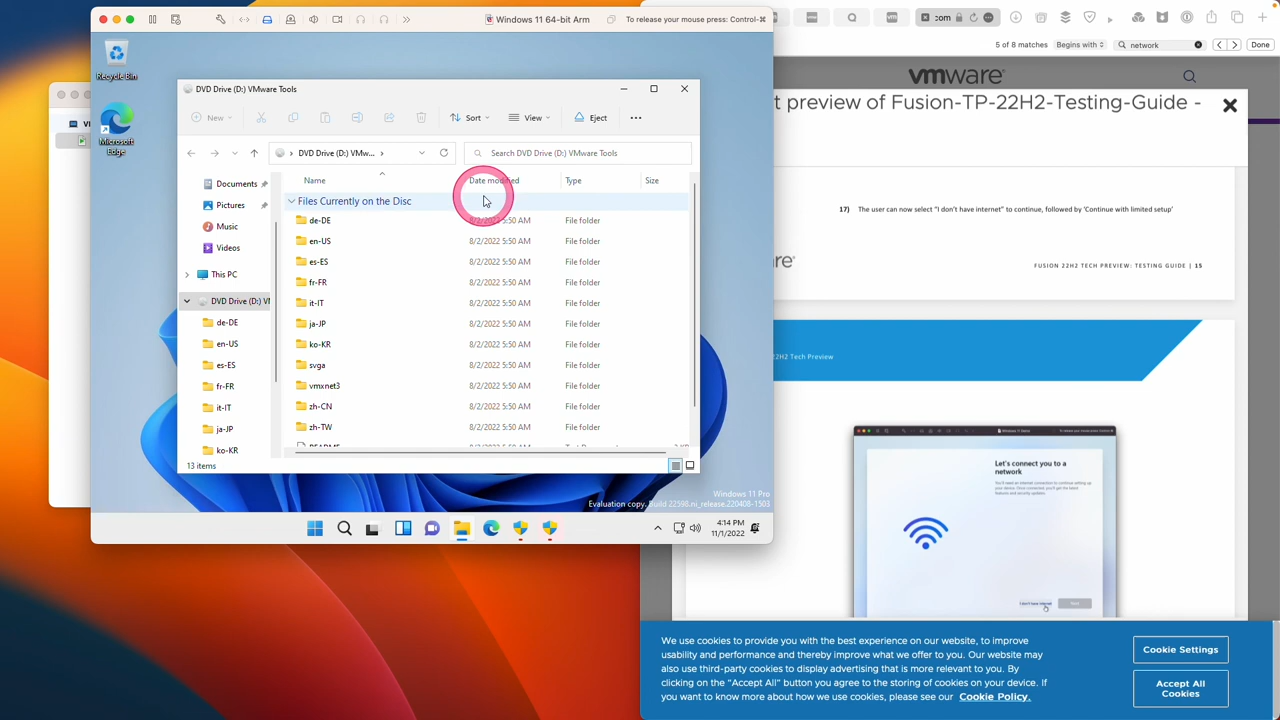 Windows 11 64-bit Arm
To release your mouse press: Control-⌘
com
5 of 8 matches
Begins with
network
Done
Recycle Bin
Microsoft
Edge
DVD Drive (D:) VMware Tools
New
Sort
View
Eject
DVD Drive (D:) VMw...
Search DVD Drive (D:) VMware Tools
Documents
Pictures
Music
Videos
This PC
DVD Drive (D:) VI
de-DE
en-US
es-ES
fr-FR
it-IT
ja-JP
ko-KR
Name
Date modified
Type
Size
Files Currently on the Disc
de-DE 8/2/2022 5:50 AM File folder
en-US 8/2/2022 5:50 AM File folder
es-ES 8/2/2022 5:50 AM File folder
fr-FR 8/2/2022 5:50 AM File folder
it-IT 8/2/2022 5:50 AM File folder
ja-JP 8/2/2022 5:50 AM File folder
ko-KR 8/2/2022 5:50 AM File folder
svga 8/2/2022 5:50 AM File folder
vmxnet3 8/2/2022 5:50 AM File folder
zh-CN 8/2/2022 5:50 AM File folder
zh-TW 8/2/2022 5:50 AM File folder
13 items
Windows 11 Pro
Evaluation copy. Build 22598.ni_release.220408-1503
4:14 PM
11/1/2022
vmware
t preview of Fusion-TP-22H2-Testing-Guide -
17) The user can now select "I don't have internet" to continue, followed by 'Continue with limited setup'
re
FUSION 22H2 TECH PREVIEW: TESTING GUIDE | 15
22H2 Tech Preview
Let's connect you to a
network
I don't have internet
We use cookies to provide you with the best experience on our website, to improve
usability and performance and thereby improve what we offer to you. Our website may
also use third-party cookies to display advertising that is more relevant to you. By
clicking on the “Accept All” button you agree to the storing of cookies on your device. If
you want to know more about how we use cookies, please see our Cookie Policy.
Cookie Settings
Accept All
Cookies